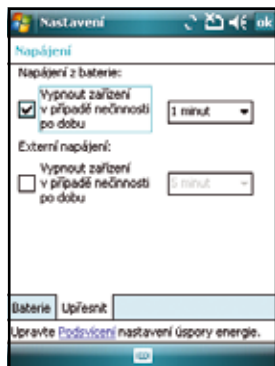 Nastavení ok
Napájení
Napájení z baterie:
Vypnout zařízení
v případě nečinnosti
po dobu
1 minut
Externí napájení:
Vypnout zařízení
v případě nečinnosti
po dobu
5 minut
Baterie Upřesnit
Upravte Podsvícení nastavení úspory energie.